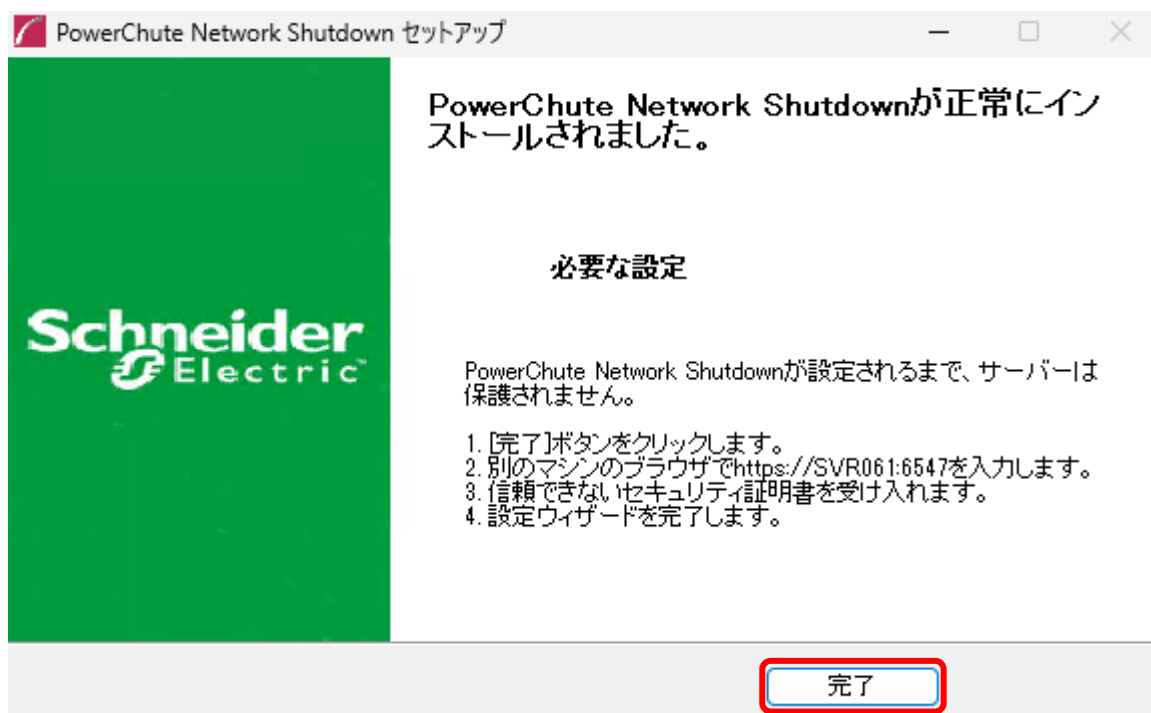 PowerChute Network Shutdown セットアップ
PowerChute Network Shutdownが正常にイン
ストールされました。
必要な設定
Schneider
Electric
PowerChute Network Shutdownが設定されるまで、サーバーは
保護されません。
1. [完了]ボタンをクリックします。
2. 別のマシンのブラウザでhttps://SVR061:6547を入力します。
3. 信頼できないセキュリティ証明書を受け入れます。
4. 設定ウィザードを完了します。
完了